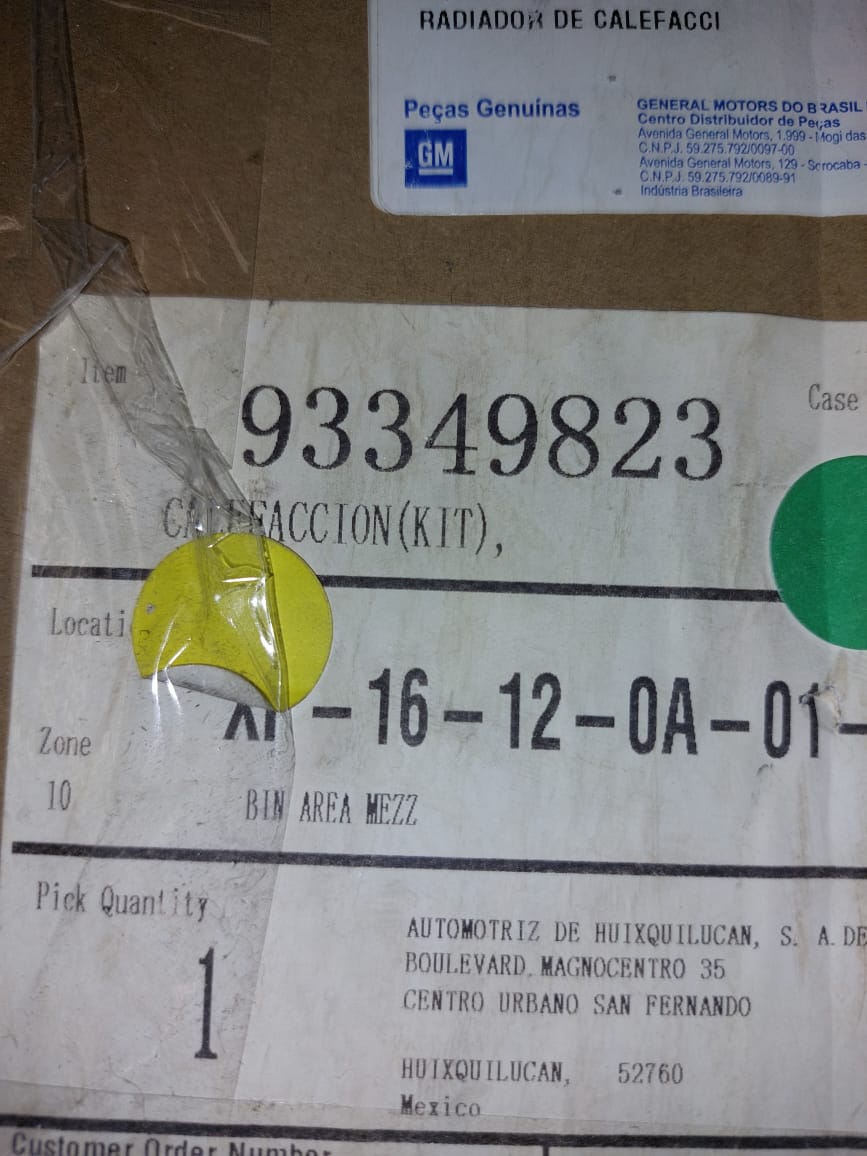 RADIADOR DE CALEFACCI
Peças Genuínas
GM
GENERAL MOTORS DO BRASIL
Centro Distribuidor de Peças
Avenida General Motors, 1.999 - Mogi das
C.N.P.J. 59.275.792/0097-00
Avenida General Motors, 129 - Sorocaba -
C.N.P.J. 59.275.792/0089-91
Indústria Brasileira
Item
93349823
Case
CALEFACCION(KIT),
Locati
-16-12-0A-01-
Zone
10
BIN AREA MEZZ
Pick Quantity
1
AUTOMOTRIZ DE HUIXQUILUCAN, S. A. DE
BOULEVARD MAGNOCENTRO 35
CENTRO URBANO SAN FERNANDO
HUIXQUILUCAN, 52760
Mexico
Customer Order Number